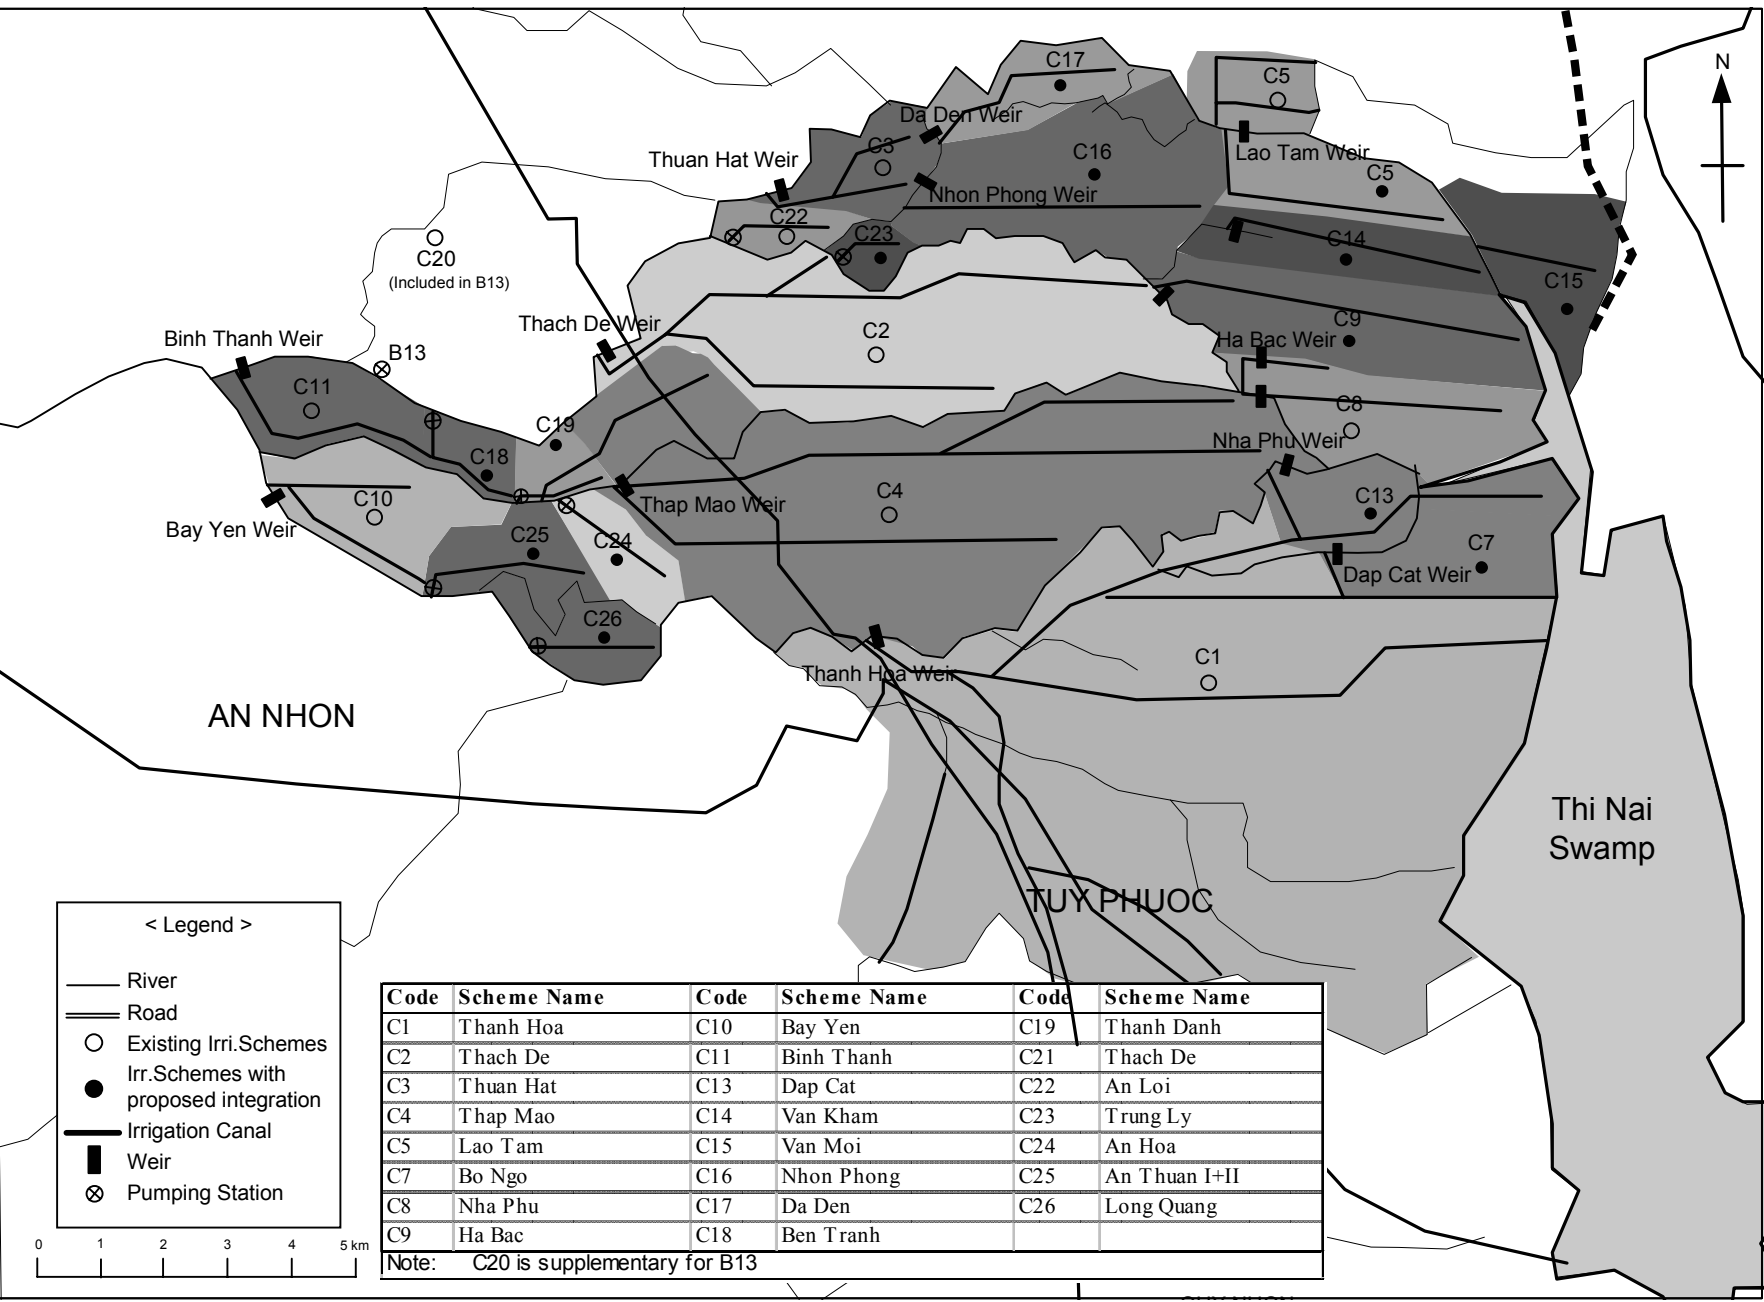 N
C17
C5
Da Den Weir
C3
C16
Lao Tam Weir
Thuan Hat Weir
C5
Nhon Phong Weir
C22
C23
C14
C20
(Included in B13)
C15
Thach De Weir
C2
C9
Binh Thanh Weir
Ha Bac Weir
B13
C11
C8
C19
Nha Phu Weir
C18
C10
Thap Mao Weir
C4
C13
Bay Yen Weir
C25
C24
C7
Dap Cat Weir
C26
C1
Thanh Hoa Weir
AN NHON
Thi Nai
Swamp
TUY PHUOC
< Legend >
River
Road
Existing Irri.Schemes
Irr.Schemes with
proposed integration
Irrigation Canal
Weir
Pumping Station
0 1 2 3 4 5 km
Code Scheme Name Code Scheme Name Code Scheme Name
C1 Thanh Hoa C10 Bay Yen C19 Thanh Danh
C2 Thach De C11 Binh Thanh C21 Thach De
C3 Thuan Hat C13 Dap Cat C22 An Loi
C4 Thap Mao C14 Van Kham C23 Trung Ly
C5 Lao Tam C15 Van Moi C24 An Hoa
C7 Bo Ngo C16 Nhon Phong C25 An Thuan I+II
C8 Nha Phu C17 Da Den C26 Long Quang
C9 Ha Bac C18 Ben Tranh
Note: C20 is supplementary for B13